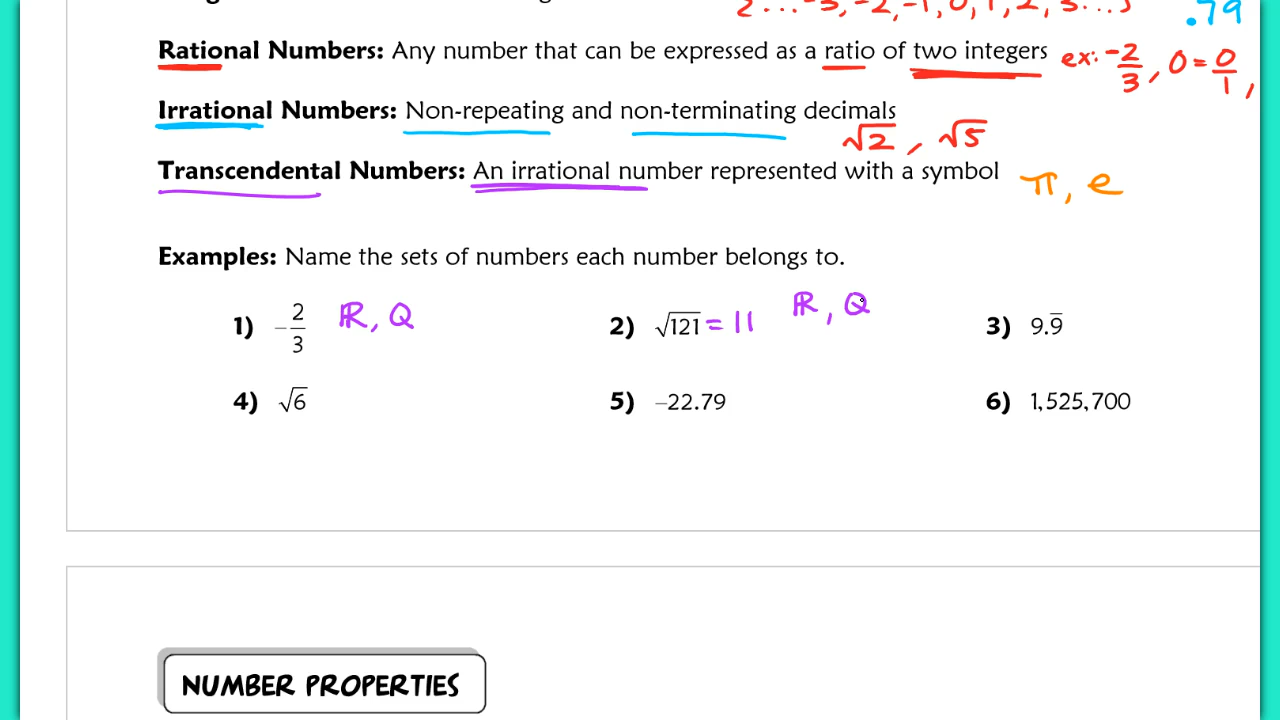 {...-3, -2, -1, 0, 1, 2, 3...}
.79
Rational Numbers: Any number that can be expressed as a ratio of two integers ex: -2/3, 0 = 0/1,
Irrational Numbers: Non-repeating and non-terminating decimals
√2, √5
Transcendental Numbers: An irrational number represented with a symbol π, e
Examples: Name the sets of numbers each number belongs to.
1) -2/3 ℝ, Q 2) √121 = 11 ℝ, Q 3) 9.9̅
4) √6 5) –22.79 6) 1,525,700
NUMBER PROPERTIES